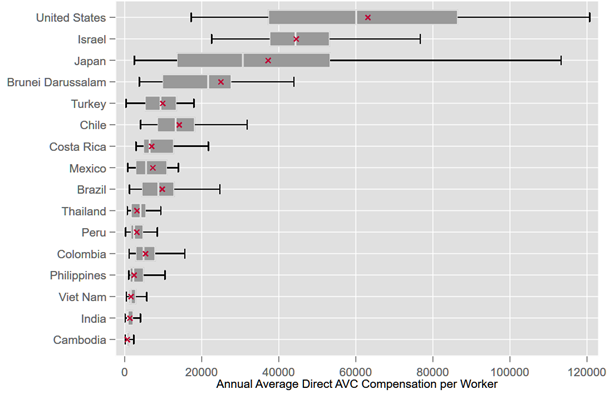 United States
Israel
Japan
Brunei Darussalam
Turkey
Chile
Costa Rica
Mexico
Brazil
Thailand
Peru
Colombia
Philippines
Viet Nam
India
Cambodia
0 20000 40000 60000 80000 100000 120000
Annual Average Direct AVC Compensation per Worker